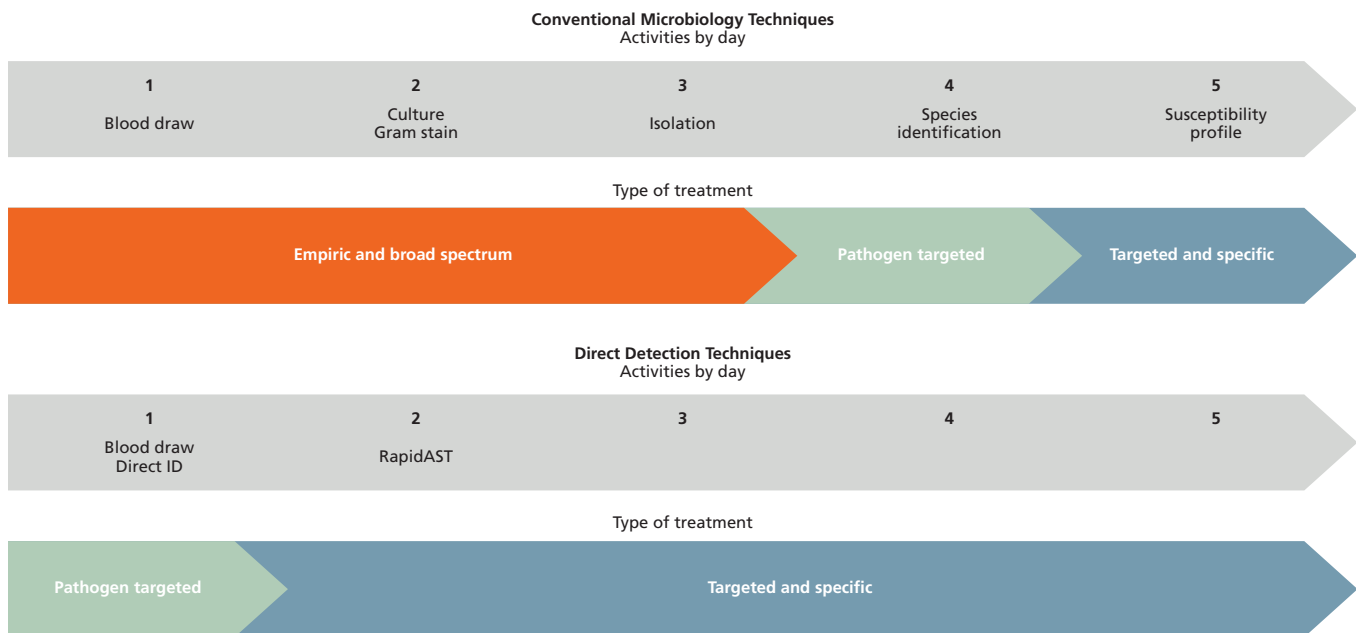 Conventional Microbiology Techniques
Activities by day
1 2 3 4 5
Blood draw Culture Isolation Species Susceptibility
Gram stain identification profile
Type of treatment
Empiric and broad spectrum Pathogen targeted Targeted and specific
Direct Detection Techniques
Activities by day
1 2 3 4 5
Blood draw RapidAST
Direct ID
Type of treatment
Pathogen targeted Targeted and specific